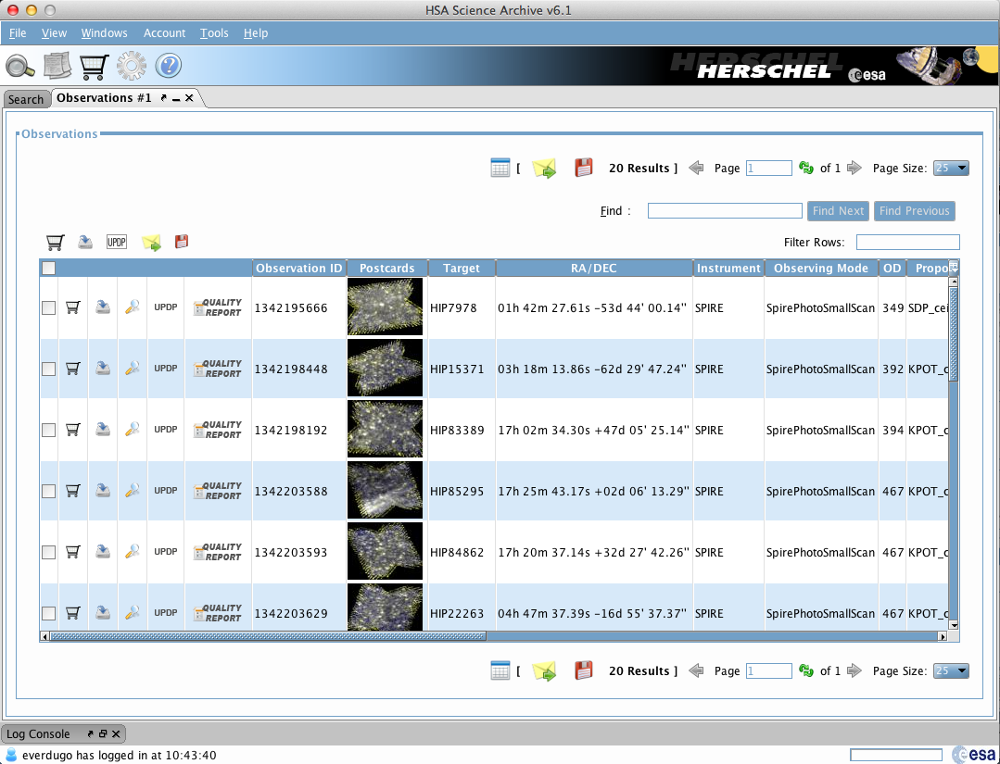 HSA Science Archive v6.1
File View Windows Account Tools Help
HERSCHEL esa
Search Observations #1
Observations
[ 20 Results ] Page 1 of 1 Page Size: 25
Find : Find Next Find Previous
UPDP Filter Rows:
Observation ID Postcards Target RA/DEC Instrument Observing Mode OD Propo
UPDP QUALITY REPORT 1342195666 HIP7978 01h 42m 27.61s -53d 44' 00.14'' SPIRE SpirePhotoSmallScan 349 SDP_ce
UPDP QUALITY REPORT 1342198448 HIP15371 03h 18m 13.86s -62d 29' 47.24'' SPIRE SpirePhotoSmallScan 392 KPOT_c
UPDP QUALITY REPORT 1342198192 HIP83389 17h 02m 34.30s +47d 05' 25.14'' SPIRE SpirePhotoSmallScan 394 KPOT_c
UPDP QUALITY REPORT 1342203588 HIP85295 17h 25m 43.17s +02d 06' 13.29'' SPIRE SpirePhotoSmallScan 467 KPOT_c
UPDP QUALITY REPORT 1342203593 HIP84862 17h 20m 37.14s +32d 27' 42.26'' SPIRE SpirePhotoSmallScan 467 KPOT_c
UPDP QUALITY REPORT 1342203629 HIP22263 04h 47m 37.39s -16d 55' 37.37'' SPIRE SpirePhotoSmallScan 467 KPOT_c
[ 20 Results ] Page 1 of 1 Page Size: 25
Log Console
everdugo has logged in at 10:43:40
esa